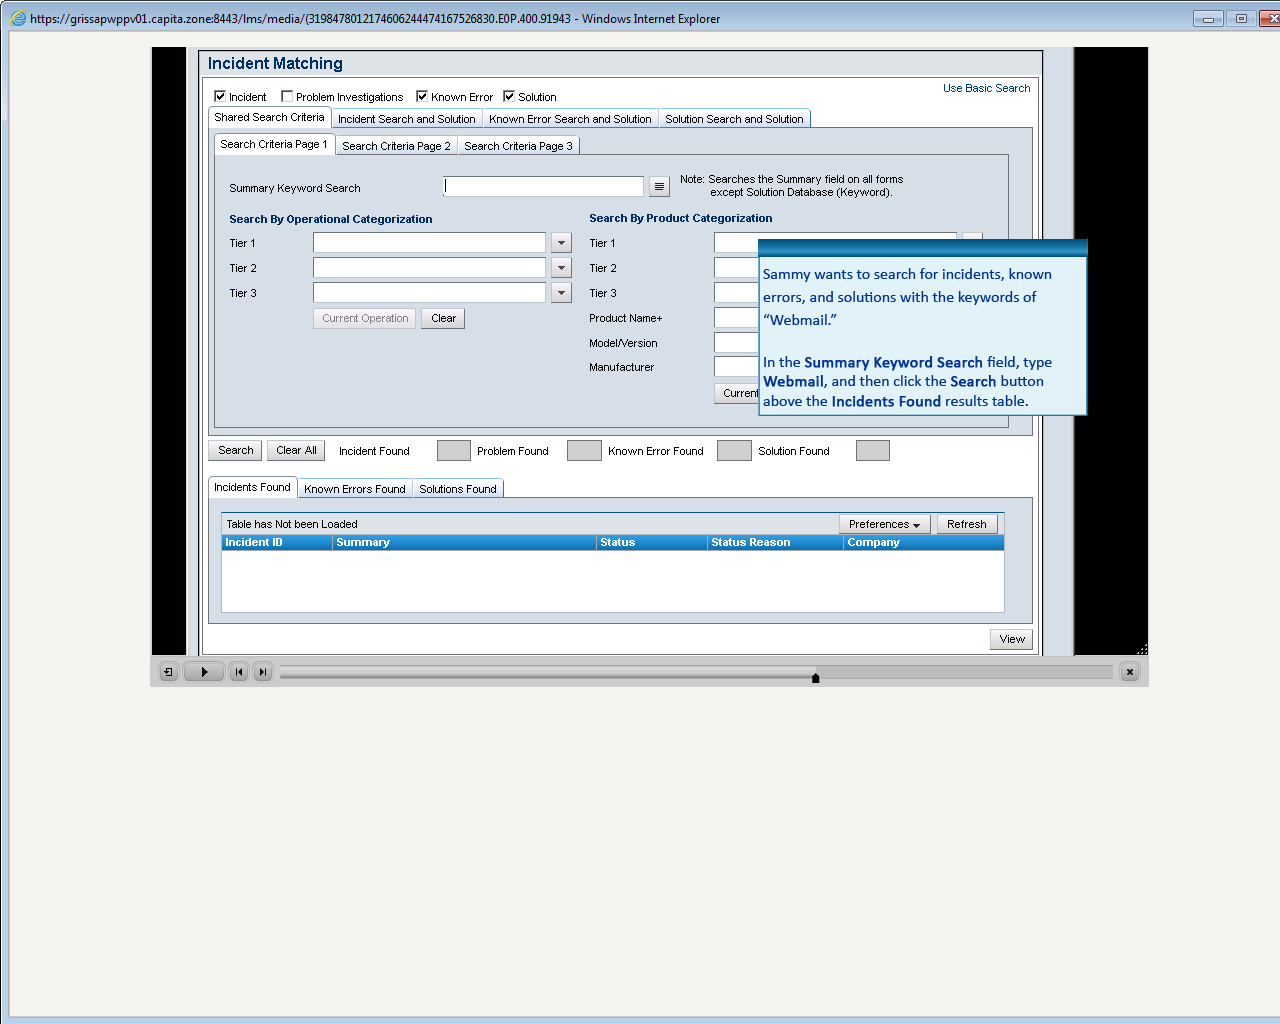 https://grissapwppv01.capita.zone:8443/lms/media/(3198478012174606244474167526830.E0P.400.91943 - Windows Internet Explorer
Incident Matching
Use Basic Search
Incident Problem Investigations Known Error Solution
Shared Search Criteria Incident Search and Solution Known Error Search and Solution Solution Search and Solution
Search Criteria Page 1 Search Criteria Page 2 Search Criteria Page 3
Summary Keyword Search
Note: Searches the Summary field on all forms
except Solution Database (Keyword).
Search By Operational Categorization
Tier 1
Tier 2
Tier 3
Current Operation Clear
Search By Product Categorization
Tier 1
Tier 2
Tier 3
Product Name+
Model/Version
Manufacturer
Current
Sammy wants to search for incidents, known
errors, and solutions with the keywords of
“Webmail.”
In the Summary Keyword Search field, type
Webmail, and then click the Search button
above the Incidents Found results table.
Search Clear All Incident Found Problem Found Known Error Found Solution Found
Incidents Found Known Errors Found Solutions Found
Table has Not been Loaded Preferences Refresh
Incident ID Summary Status Status Reason Company
View